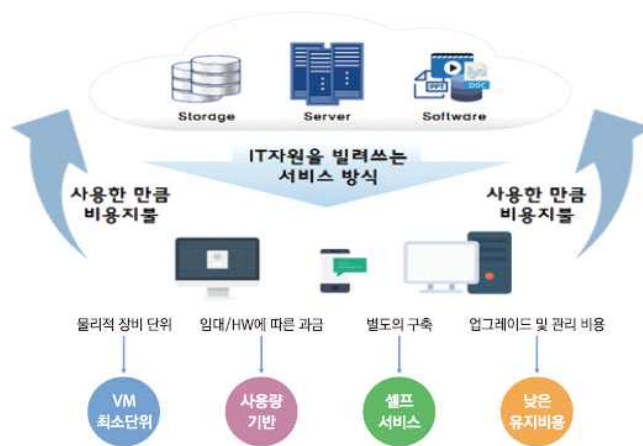 PPT
DOC
Storage
Server
Software
IT자원을 빌려쓰는
서비스 방식
사용한 만큼
비용지불
사용한 만큼
비용지불
물리적 장비 단위
임대/HW에 따른 과금
별도의 구축
업그레이드 및 관리 비용
VM
최소단위
사용량
기반
셀프
서비스
낮은
유지비용